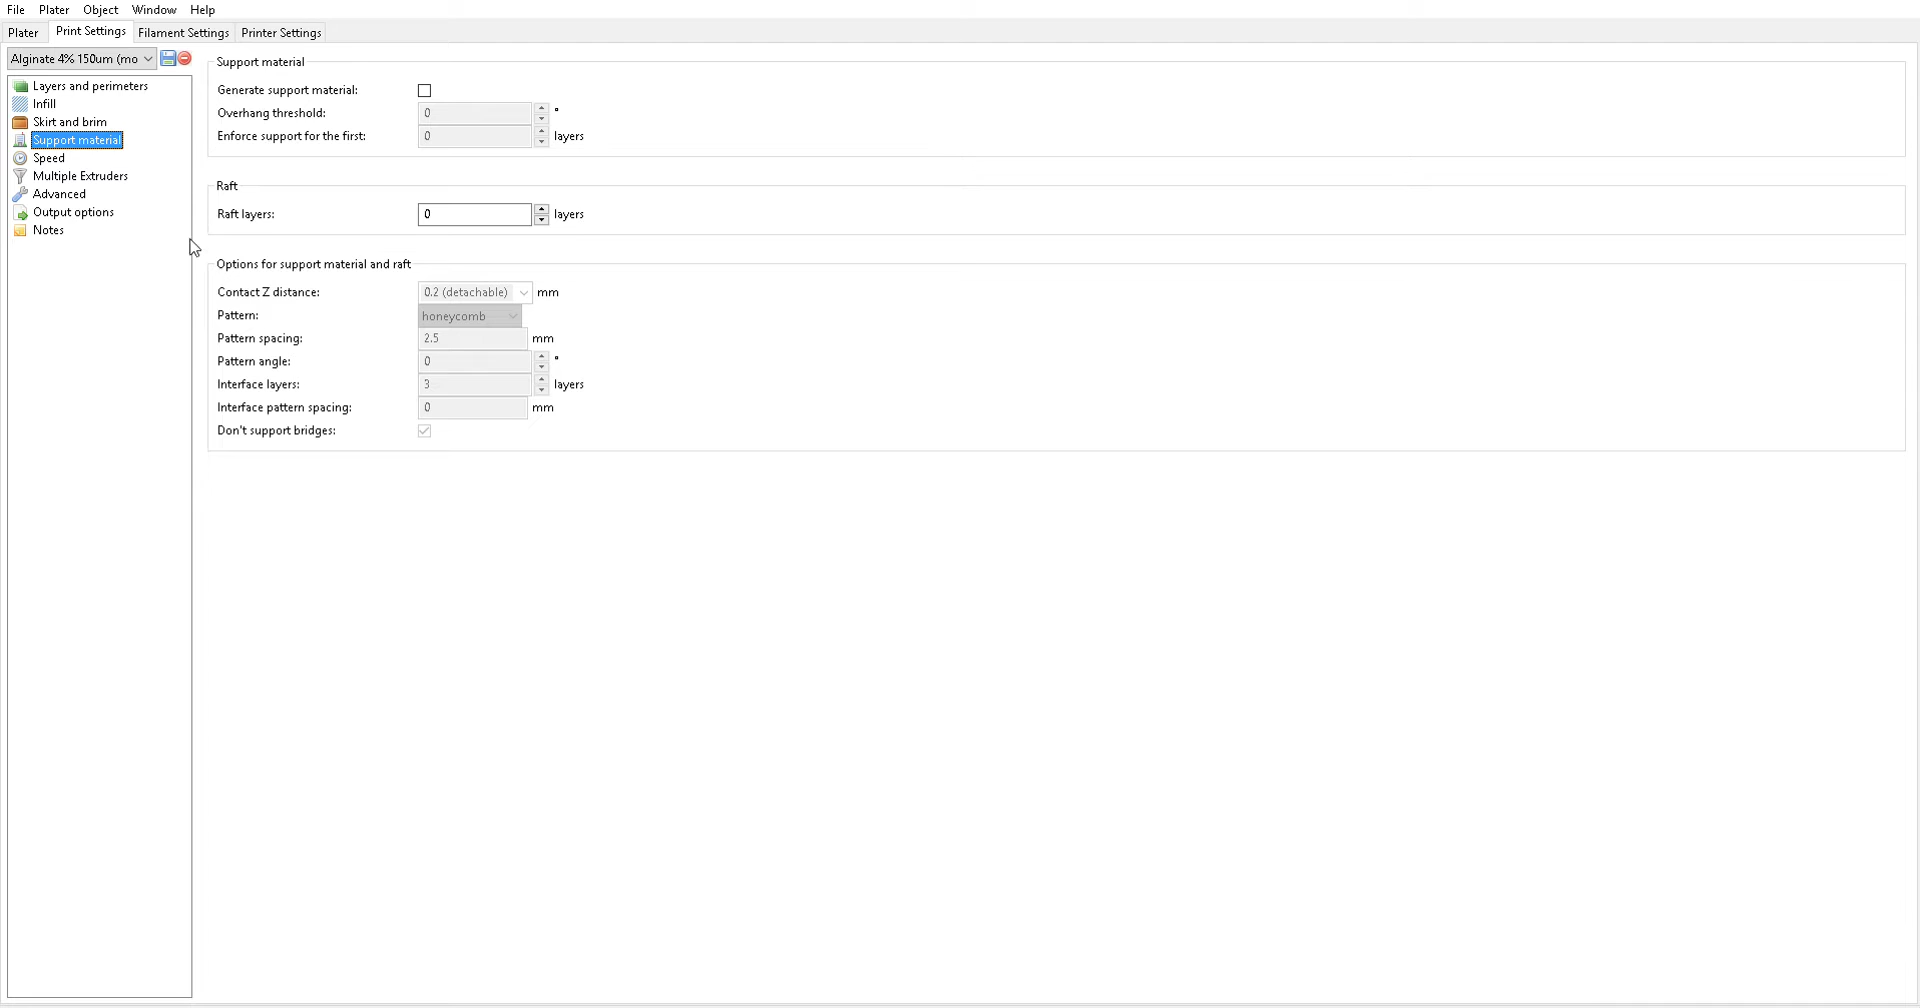 File Plater Object Window Help
Plater Print Settings Filament Settings Printer Settings
Alginate 4% 150um (mo
Layers and perimeters
Infill
Skirt and brim
Support material
Speed
Multiple Extruders
Advanced
Output options
Notes
Support material
Generate support material:
Overhang threshold: 0 °
Enforce support for the first: 0 layers
Raft
Raft layers: 0 layers
Options for support material and raft
Contact Z distance: 0.2 (detachable) mm
Pattern: honeycomb
Pattern spacing: 2.5 mm
Pattern angle: 0 °
Interface layers: 3 layers
Interface pattern spacing: 0 mm
Don't support bridges: